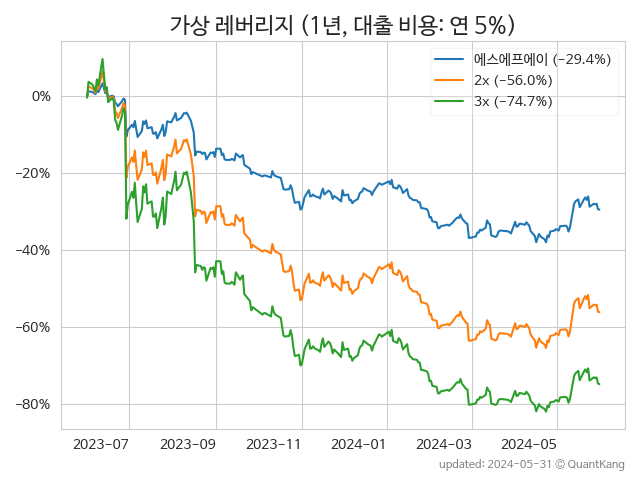 가상 레버리지 (1년, 대출 비용: 연 5%)
에스에프에이 (−29.4%)
2x (−56.0%)
3x (−74.7%)
0%
−20%
−40%
−60%
−80%
2023−07 2023−09 2023−11 2024−01 2024−03 2024−05
updated: 2024-05-31 © QuantKang